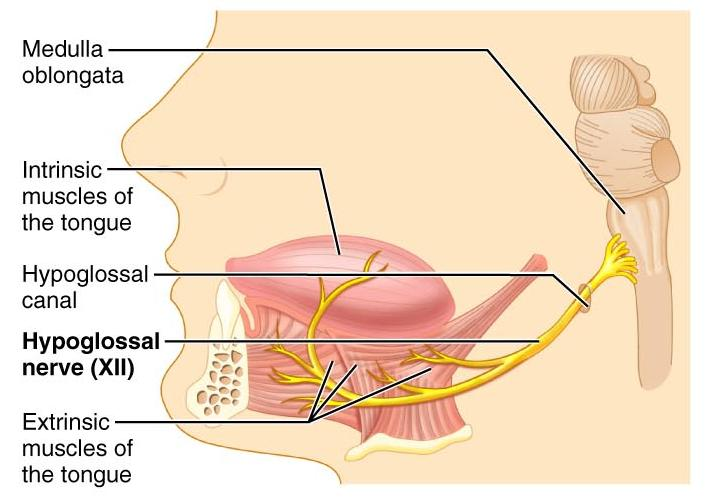 Medulla
oblongata
Intrinsic
muscles of
the tongue
Hypoglossal
canal
Hypoglossal
nerve (XII)
Extrinsic
muscles of
the tongue